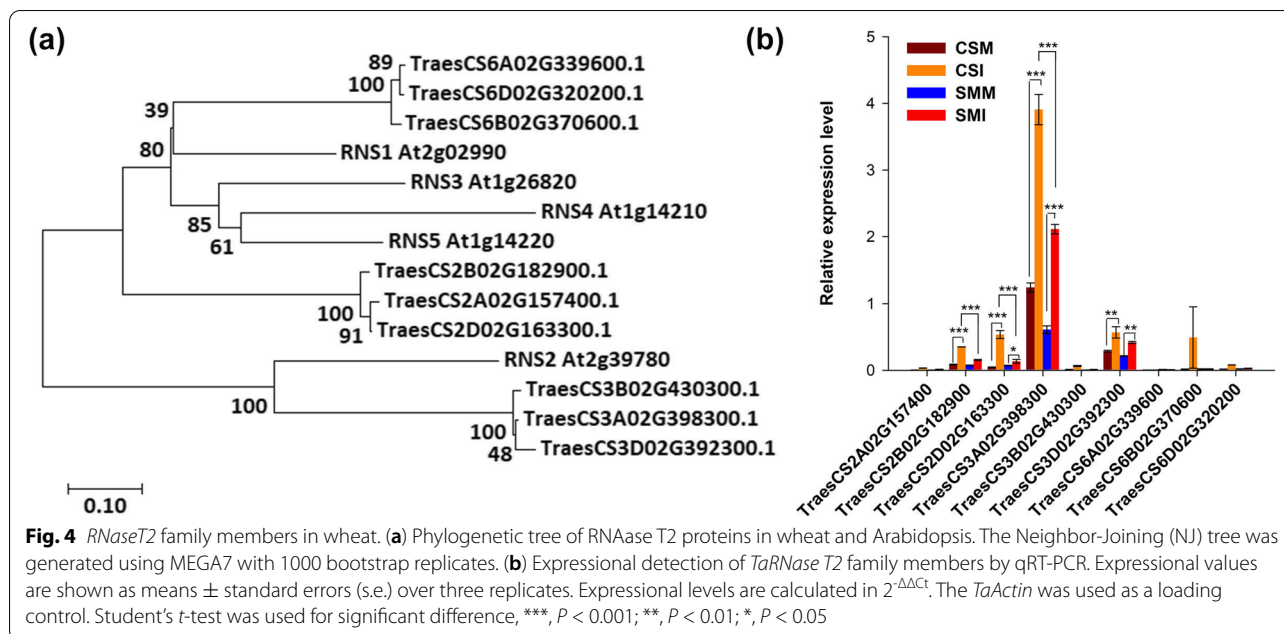 (a)
89
TraesCS6A02G339600.1
100
TraesCS6D02G320200.1
39
TraesCS6B02G370600.1
80
RNS1 At2g02990
RNS3 At1g26820
85
RNS4 At1g14210
61
RNS5 At1g14220
TraesCS2B02G182900.1
100
TraesCS2A02G157400.1
91
TraesCS2D02G163300.1
RNS2 At2g39780
100
TraesCS3B02G430300.1
100
TraesCS3A02G398300.1
48
TraesCS3D02G392300.1
0.10
(b)
Relative expression level
5
4
3
2
1
0
CSM
CSI
SMM
SMI
***
***
***
***
***
***
***
*
**
**
TraesCS2A02G157400
TraesCS2B02G182900
TraesCS2D02G163300
TraesCS3A02G398300
TraesCS3B02G430300
TraesCS3D02G392300
TraesCS6A02G339600
TraesCS6B02G370600
TraesCS6D02G320200
Fig. 4 RNaseT2 family members in wheat. (a) Phylogenetic tree of RNAase T2 proteins in wheat and Arabidopsis. The Neighbor-Joining (NJ) tree was
generated using MEGA7 with 1000 bootstrap replicates. (b) Expressional detection of TaRNase T2 family members by qRT-PCR. Expressional values
are shown as means ± standard errors (s.e.) over three replicates. Expressional levels are calculated in 2^-ΔΔCt. The TaActin was used as a loading
control. Student's t-test was used for significant difference, ***, P < 0.001; **, P < 0.01; *, P < 0.05